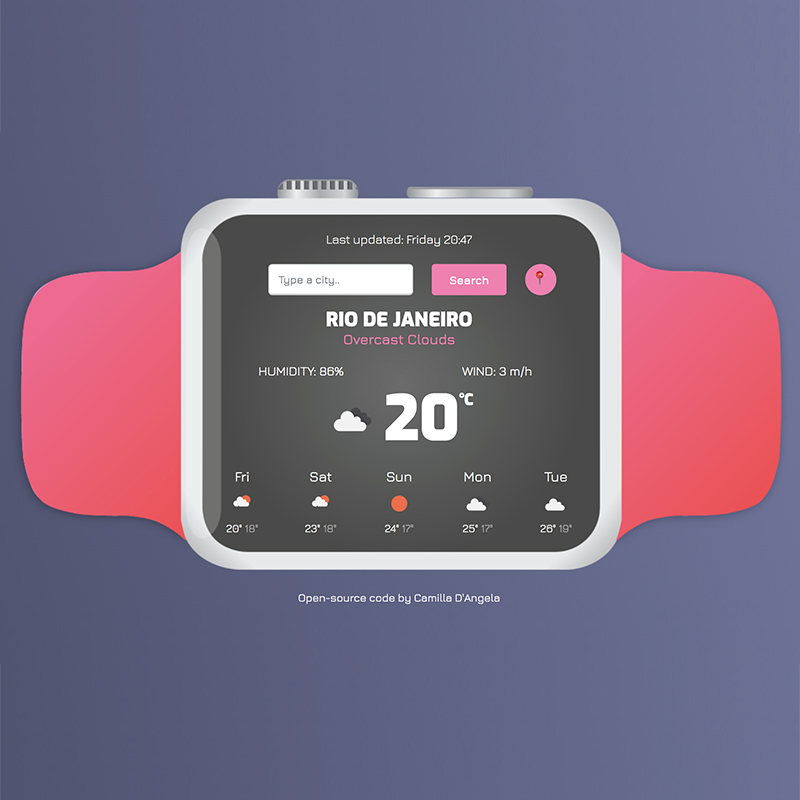 Last updated: Friday 20:47
Type a city..
Search
RIO DE JANEIRO
Overcast Clouds
HUMIDITY: 86% WIND: 3 m/h
20°C
Fri Sat Sun Mon Tue
20° 18° 23° 18° 24° 17° 25° 17° 26° 19°
Open-source code by Camilla D'Angela